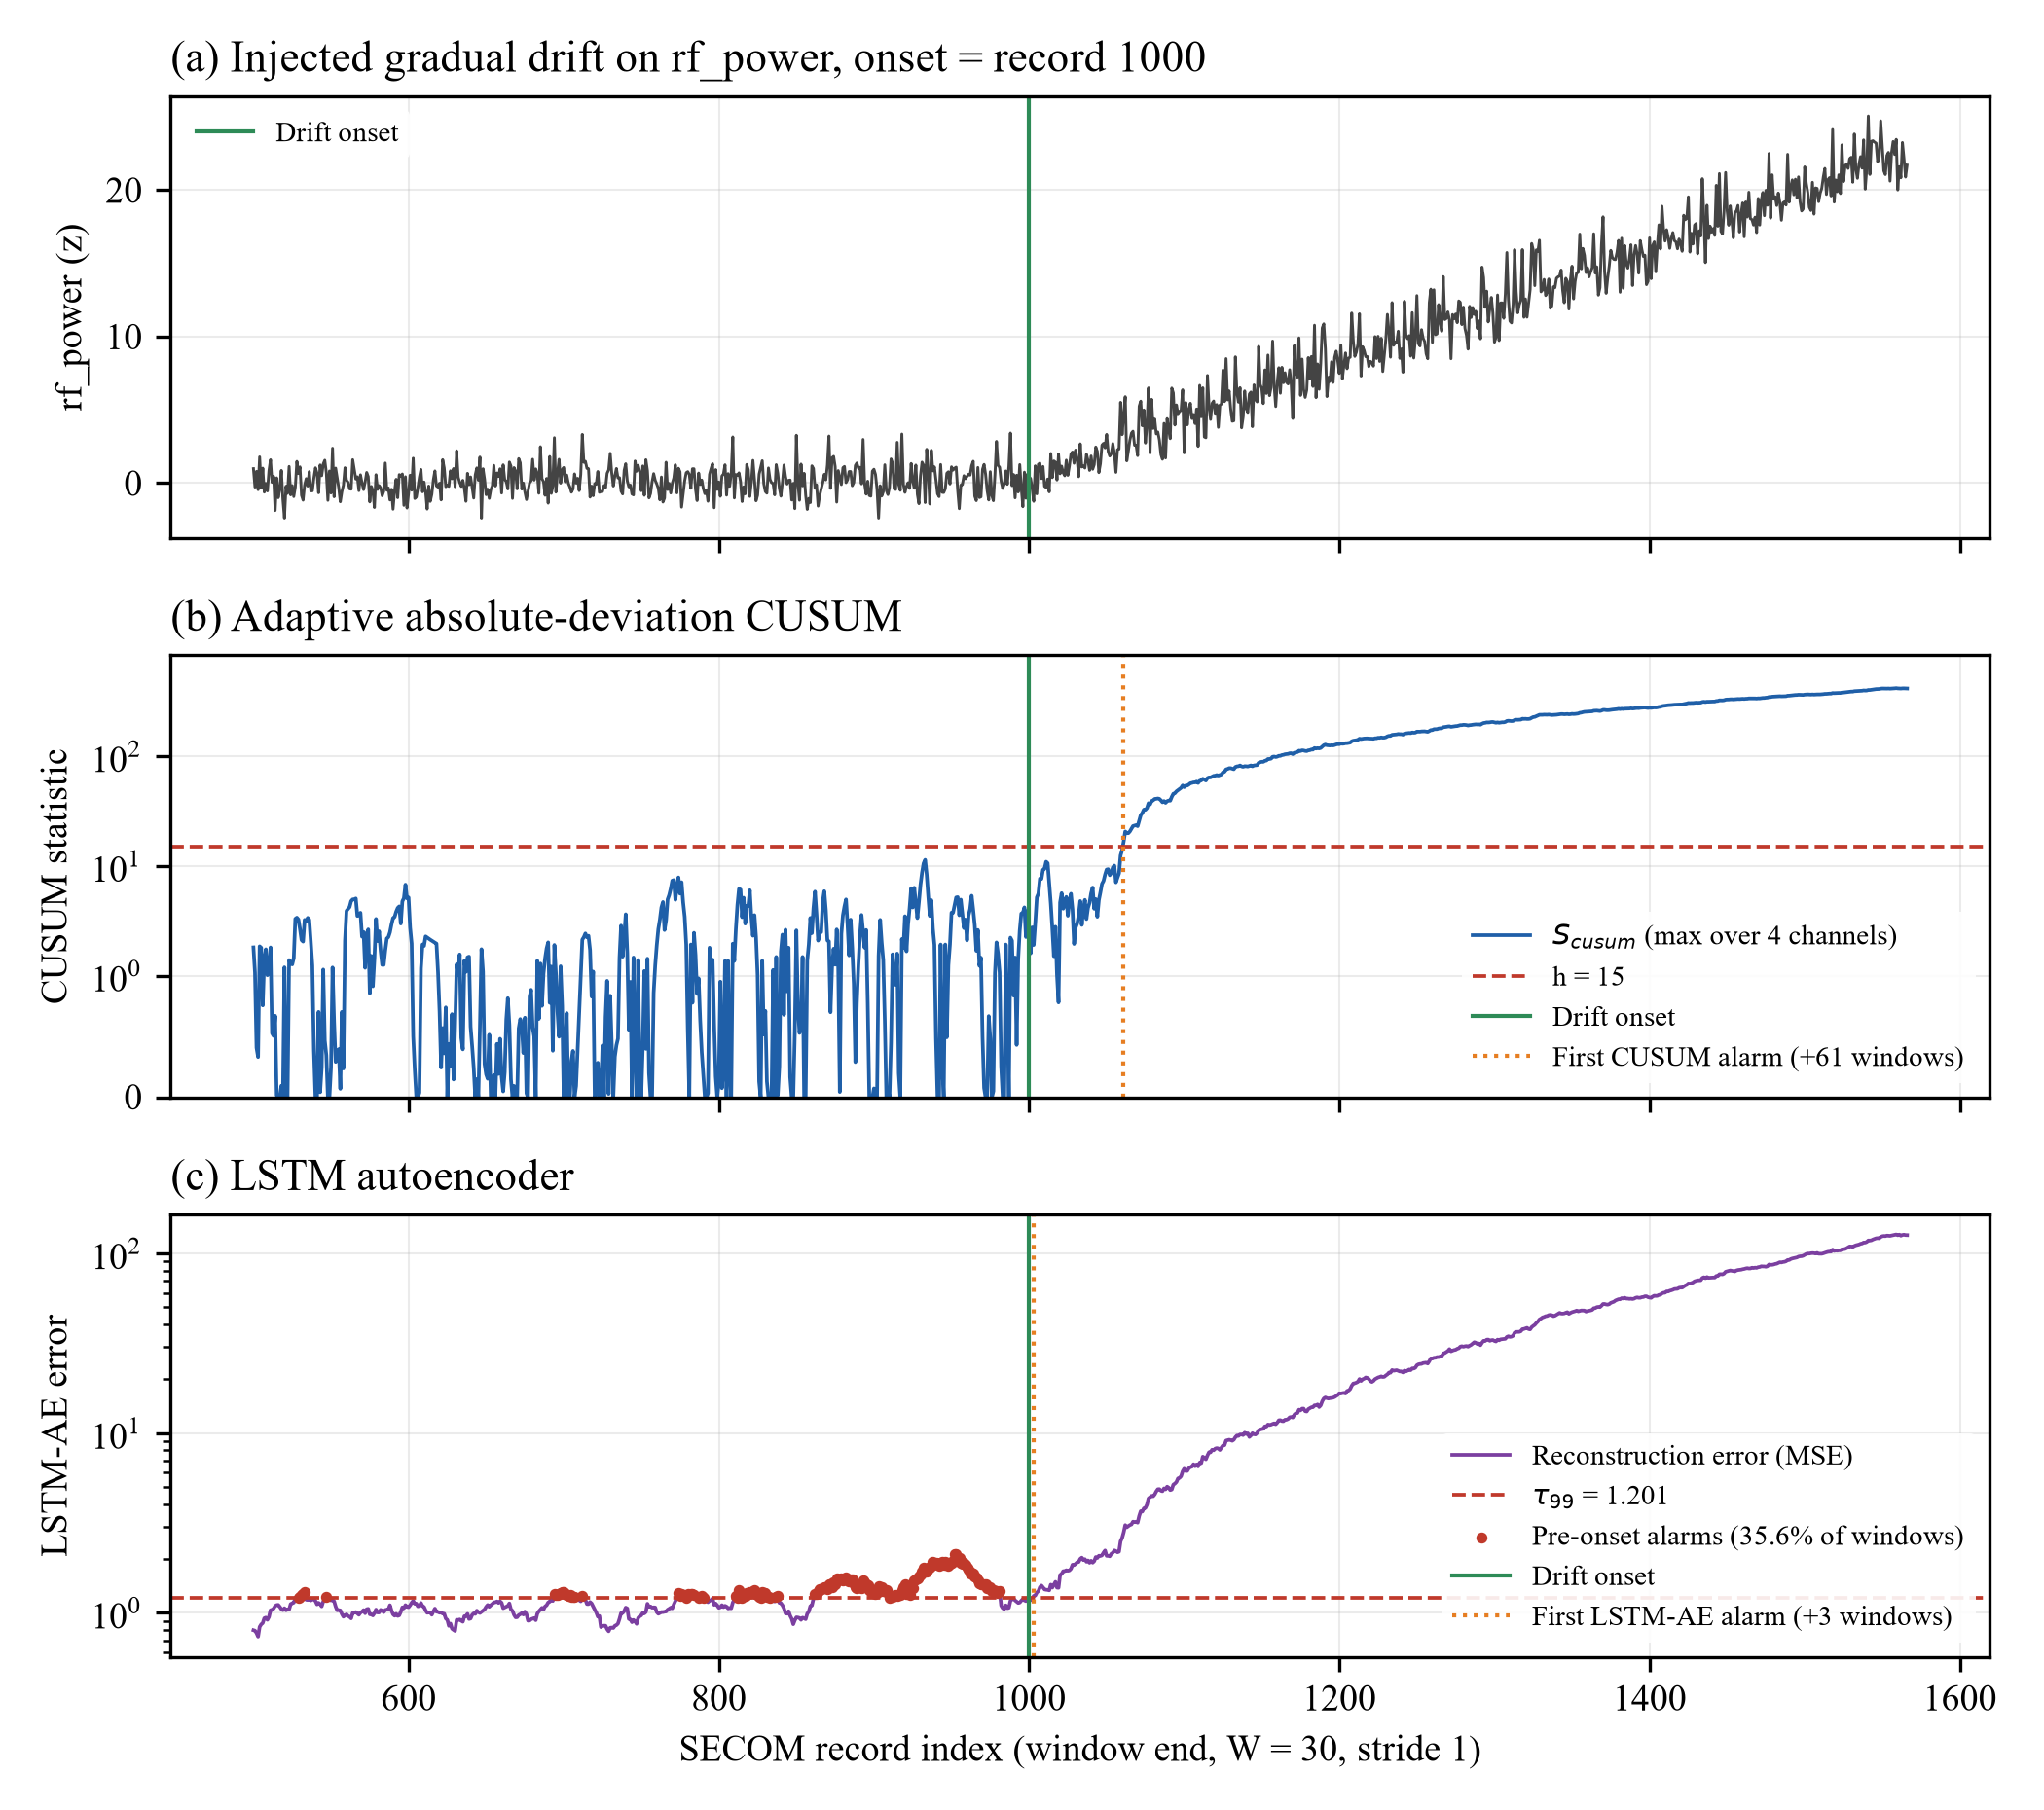 (a) Injected gradual drift on rf_power, onset = record 1000
Drift onset
rf_power (z)
20
10
0
(b) Adaptive absolute-deviation CUSUM
CUSUM statistic
10²
10¹
10⁰
0
S_cusum (max over 4 channels)
h = 15
Drift onset
First CUSUM alarm (+61 windows)
(c) LSTM autoencoder
LSTM-AE error
10²
10¹
10⁰
Reconstruction error (MSE)
τ₉₉ = 1.201
Pre-onset alarms (35.6% of windows)
Drift onset
First LSTM-AE alarm (+3 windows)
600 800 1000 1200 1400 1600
SECOM record index (window end, W = 30, stride 1)